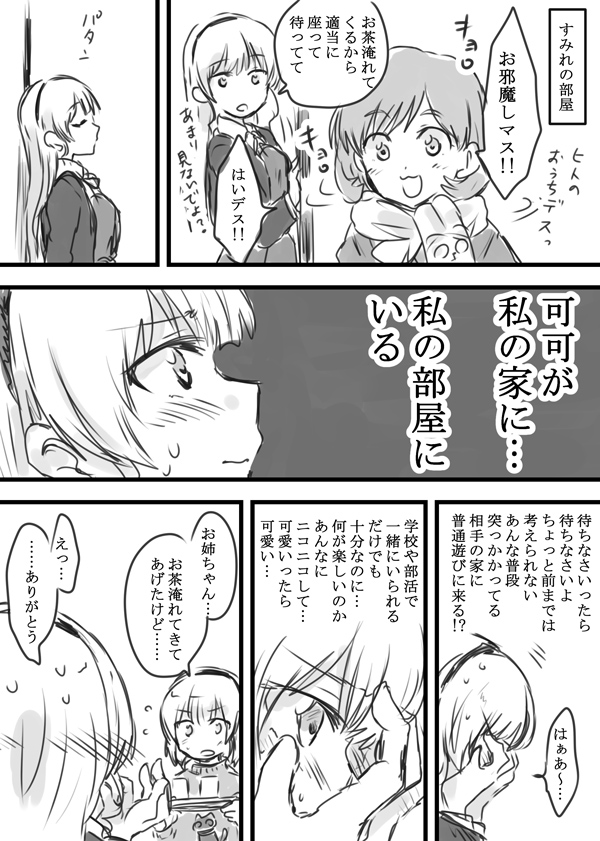 すみれの部屋
お邪魔しマス!!
キョロ
キョロ
ヒトの
おうちデスっ
お茶淹れて
くるから
適当に
座って
待ってて
はいデス!!
あまり
見ないでよ!?
パタン
可可が
私の家に…
私の部屋に
いる
待ちなさいったら
待ちなさいよ
ちょっと前までは
考えられない
あんな普段
突っかかってる
相手の家に
普通遊びに来る!?
はぁあ〜…
学校や部活で
一緒にいられる
だけでも
十分なのに…
何が楽しいのか
あんなに
ニコニコして…
可愛いったら
可愛い…
お姉ちゃん…
お茶淹れてきて
あげたけど……
えっ…
……ありがとう